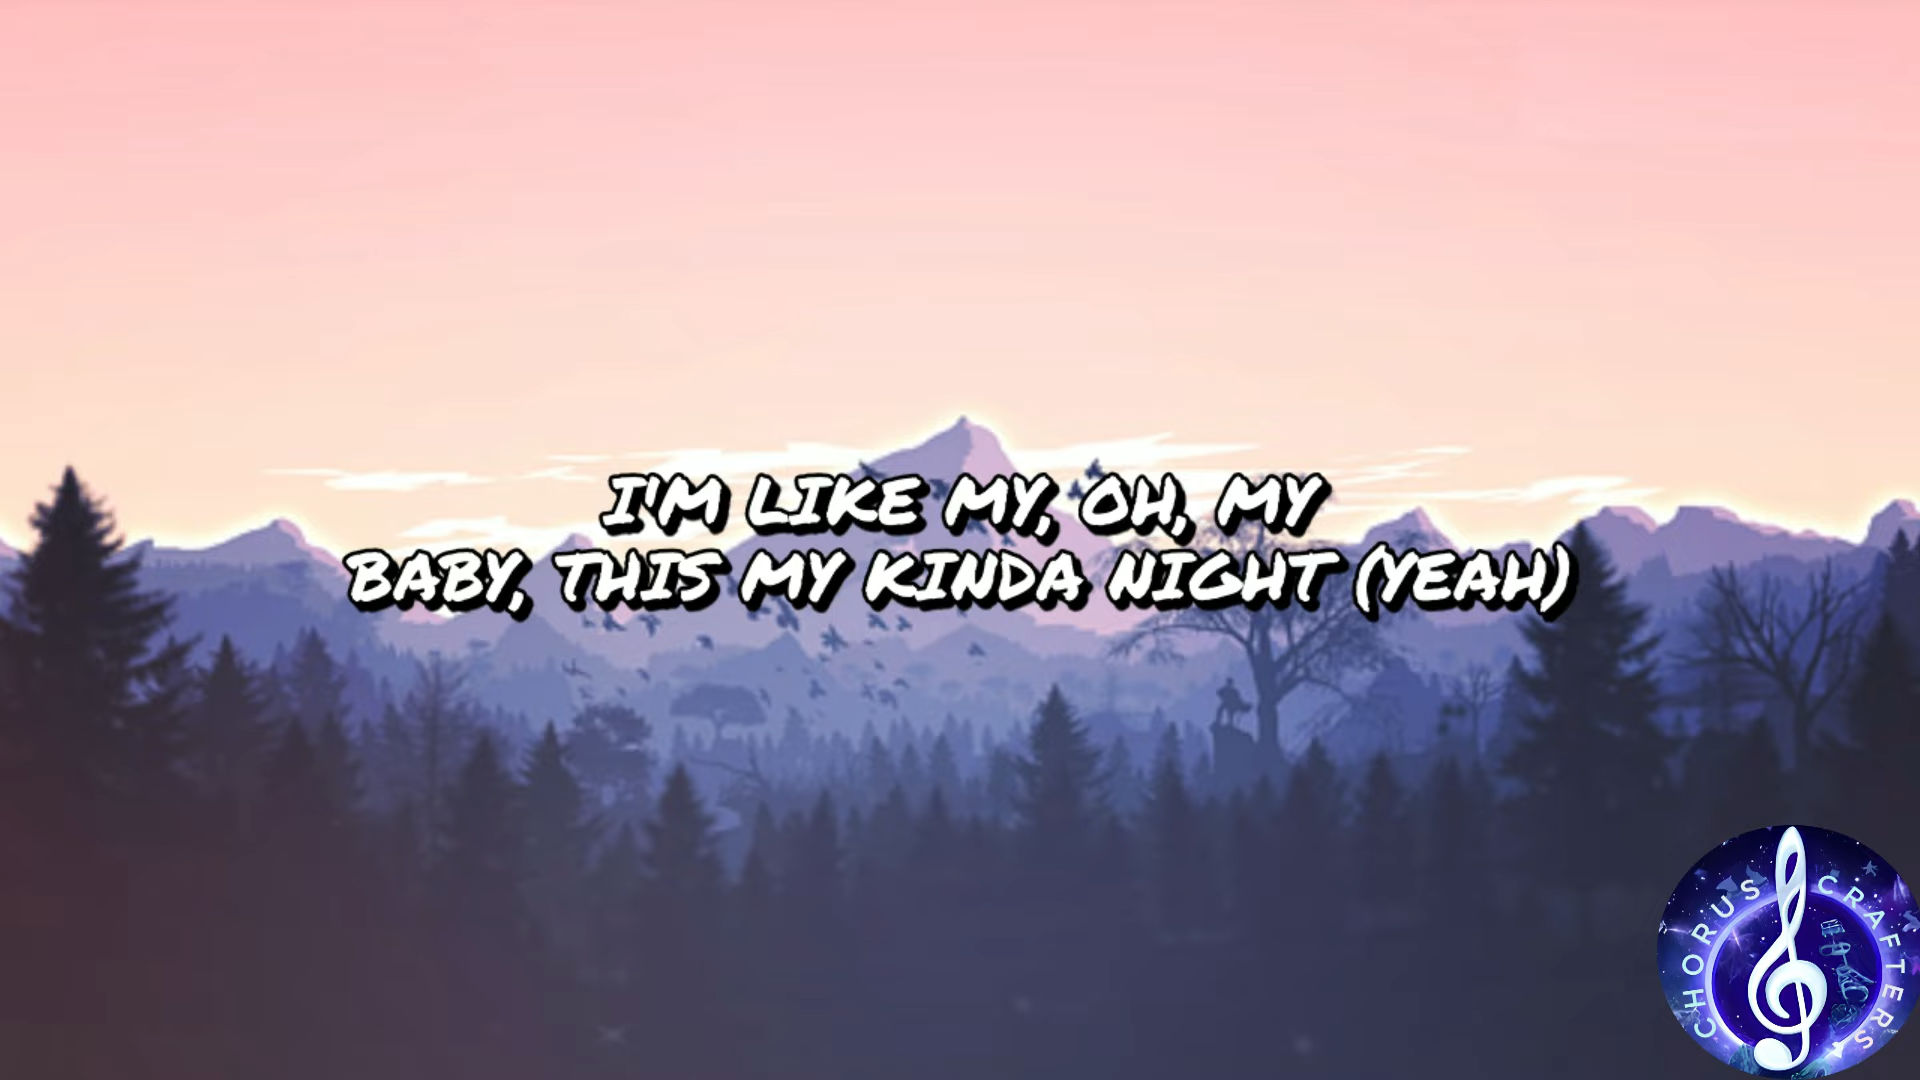 I'M LIKE MY, OH, MY
BABY, THIS MY KINDA NIGHT (YEAH)
CHORUS CRAFTERS